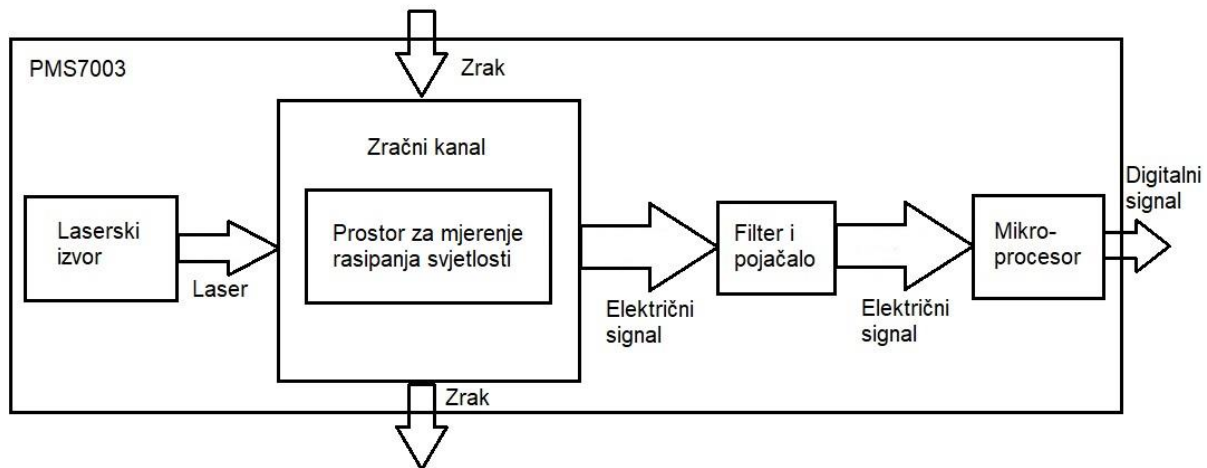 PMS7003
Zrak
Zračni kanal
Laserski
izvor
Laser
Prostor za mjerenje
rasipanja svjetlosti
Električni
signal
Filter i
pojačalo
Električni
signal
Mikro-
procesor
Digitalni
signal
Zrak